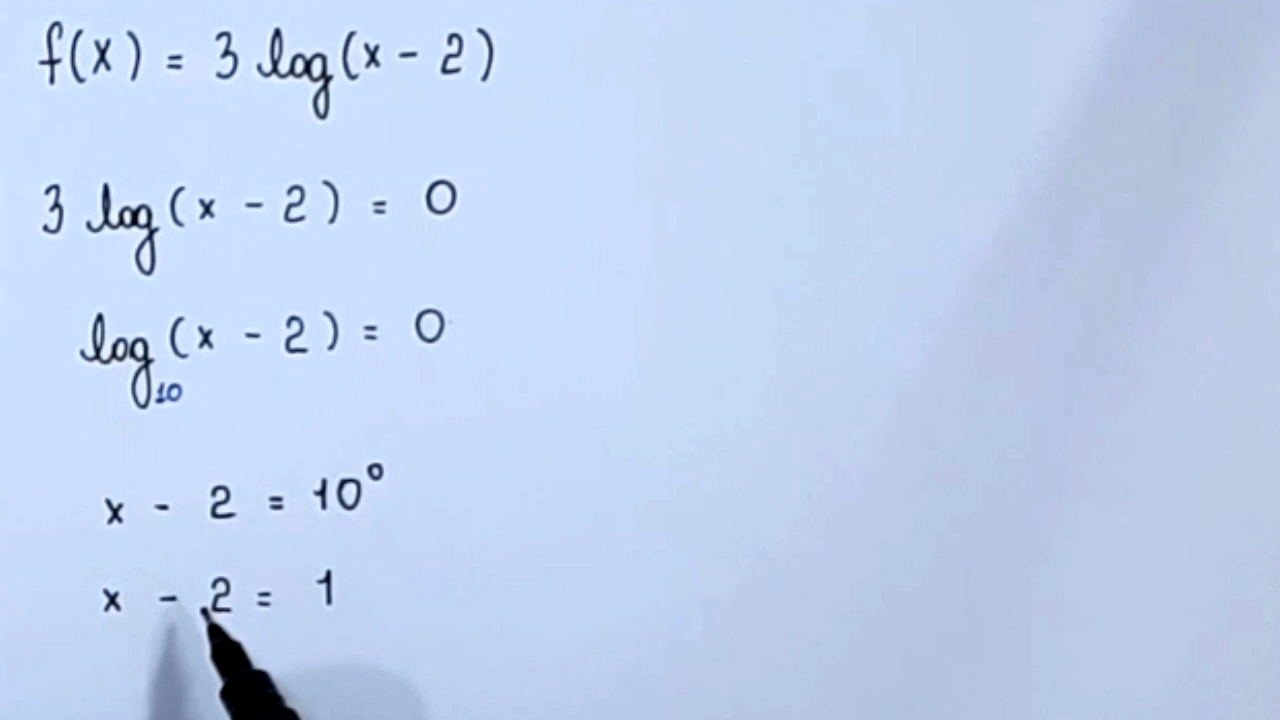 f(x) = 3 log(x - 2)
3 log(x - 2) = 0
log₁₀(x - 2) = 0
x - 2 = 10⁰
x - 2 = 1